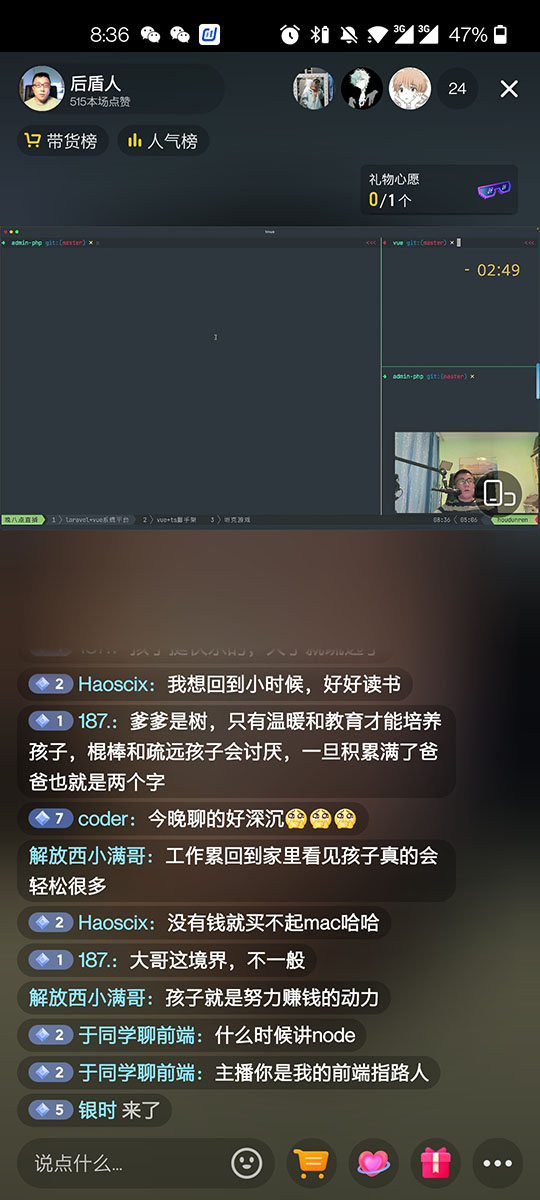 8:36
3G
3G
47%
后盾人
515本场点赞
24
带货榜
人气榜
礼物心愿
0/1个
tmux
admin-php git:(master) ×
<<<
vue git:(master) ×
<<<
- 02:49
admin-php git:(master) ×
晚八点直播 1 laravel+vue系统平台 2 vue+ts脚手架 3 坦克游戏
08:36 05:06 houdunren
2 Haoscix：我想回到小时候，好好读书
1 187.：爹爹是树，只有温暖和教育才能培养
孩子，棍棒和疏远孩子会讨厌，一旦积累满了爸
爸也就是两个字
7 coder：今晚聊的好深沉🥺🥺🥺
解放西小满哥：工作累回到家里看见孩子真的会
轻松很多
2 Haoscix：没有钱就买不起mac哈哈
1 187.：大哥这境界，不一般
解放西小满哥：孩子就是努力赚钱的动力
2 于同学聊前端：什么时候讲node
2 于同学聊前端：主播你是我的前端指路人
5 银时 来了
说点什么...